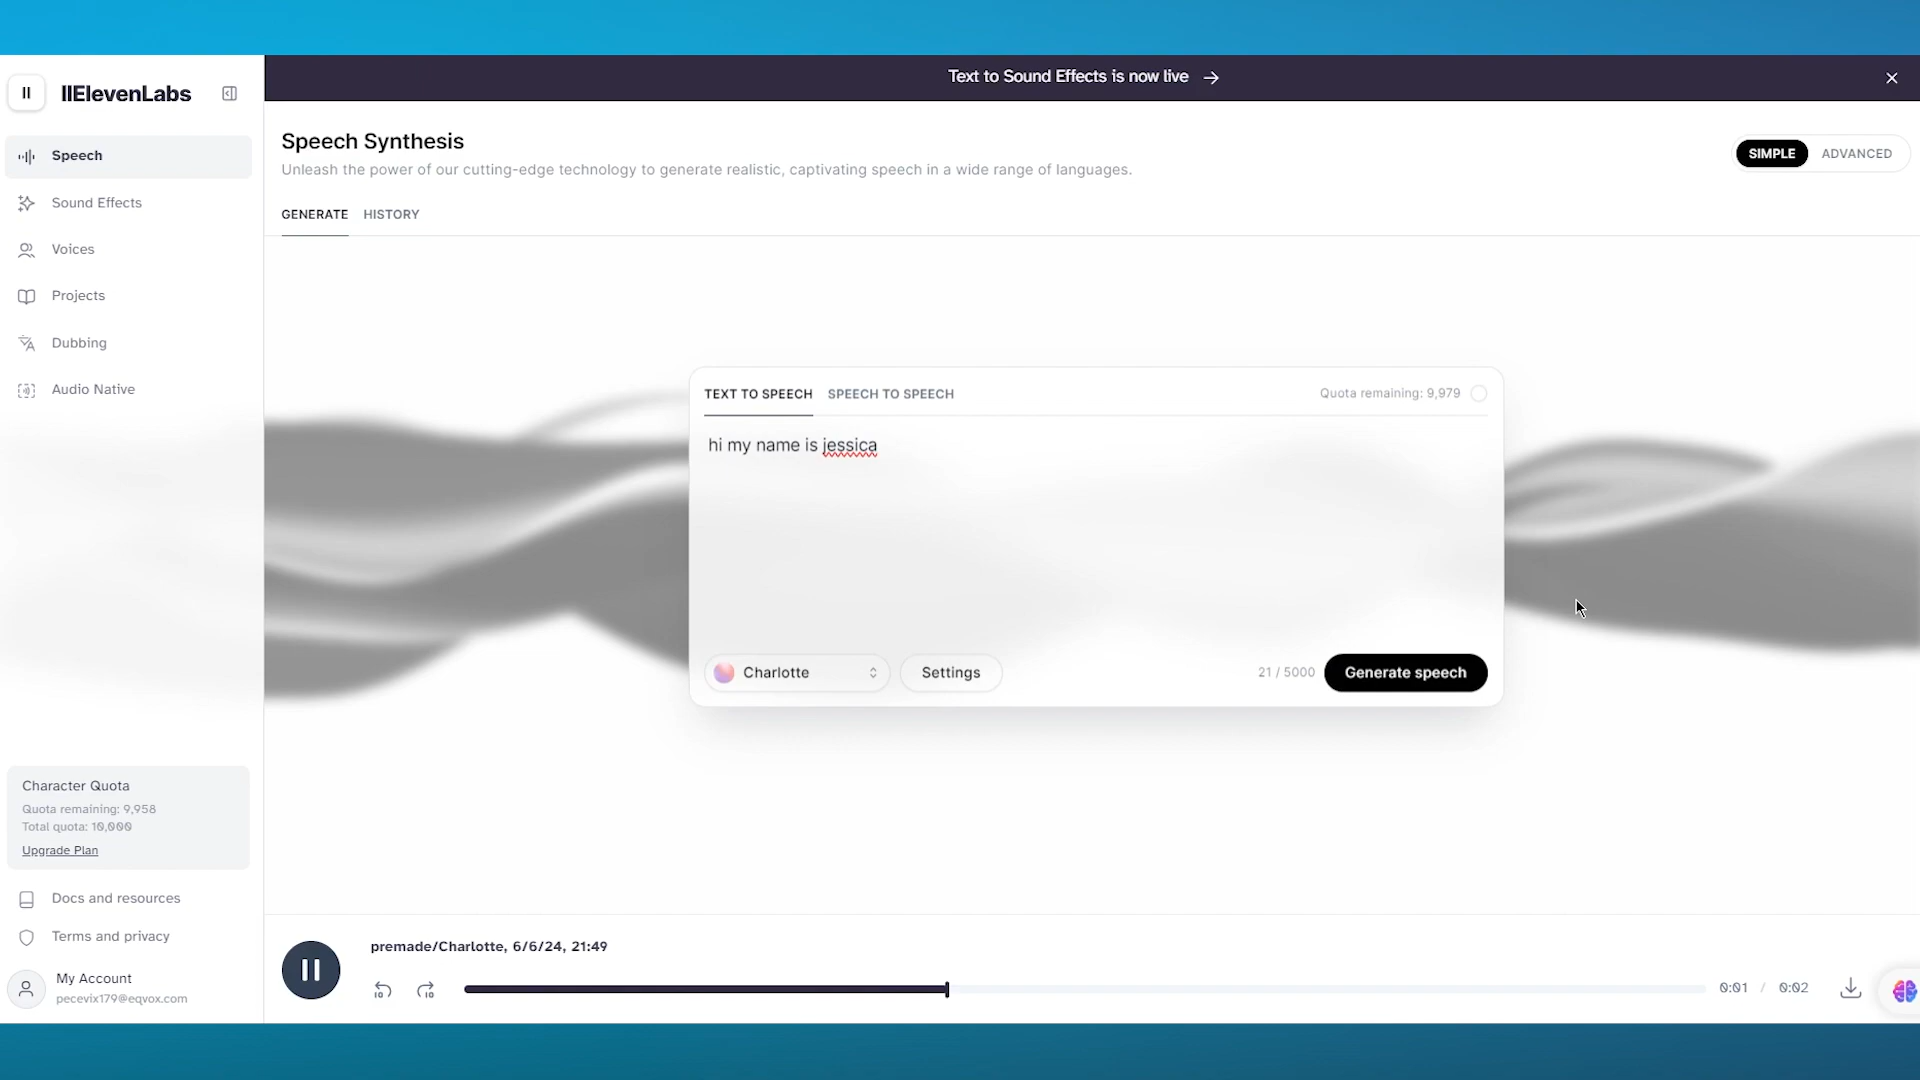 Text to Sound Effects is now live
IIElevenLabs
Speech
Sound Effects
Voices
Projects
Dubbing
Audio Native
Character Quota
Quota remaining: 9,958
Total quota: 10,000
Upgrade Plan
Docs and resources
Terms and privacy
My Account
pecevix179@eqvox.com
Speech Synthesis
Unleash the power of our cutting-edge technology to generate realistic, captivating speech in a wide range of languages.
SIMPLE ADVANCED
GENERATE HISTORY
TEXT TO SPEECH SPEECH TO SPEECH Quota remaining: 9,979
hi my name is jessica
Charlotte Settings 21 / 5000 Generate speech
premade/Charlotte, 6/6/24, 21:49
10 10 0:01 / 0:02